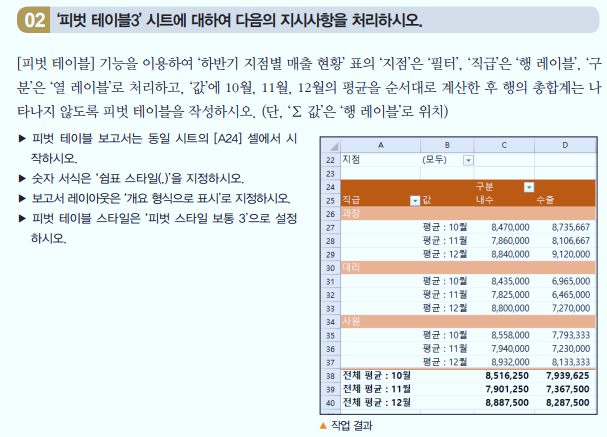 02 '피벗 테이블3' 시트에 대하여 다음의 지시사항을 처리하시오.
[피벗 테이블] 기능을 이용하여 '하반기 지점별 매출 현황' 표의 '지점'은 '필터', '직급'은 '행 레이블', '구
분'은 '열 레이블'로 처리하고, '값'에 10월, 11월, 12월의 평균을 순서대로 계산한 후 행의 총합계는 나
타나지 않도록 피벗 테이블을 작성하시오. (단, 'Σ 값'은 '행 레이블'로 위치)
▶ 피벗 테이블 보고서는 동일 시트의 [A24] 셀에서 시
작하시오.
▶ 숫자 서식은 '쉼표 스타일(,)'을 지정하시오.
▶ 보고서 레이아웃은 '개요 형식으로 표시'로 지정하시오.
▶ 피벗 테이블 스타일은 '피벗 스타일 보통 3'으로 설정
하시오.
A B C D
22 지점 (모두)
23
24 구분
25 직급 값 내수 수출
26 과장
27 평균 : 10월 8,470,000 8,735,667
28 평균 : 11월 7,860,000 8,106,667
29 평균 : 12월 8,840,000 9,120,000
30 대리
31 평균 : 10월 8,435,000 6,965,000
32 평균 : 11월 7,825,000 6,465,000
33 평균 : 12월 8,800,000 7,270,000
34 사원
35 평균 : 10월 8,558,000 7,793,333
36 평균 : 11월 7,940,000 7,230,000
37 평균 : 12월 8,932,000 8,133,333
38 전체 평균 : 10월 8,516,250 7,939,625
39 전체 평균 : 11월 7,901,250 7,367,500
40 전체 평균 : 12월 8,887,500 8,287,500
▲ 작업 결과